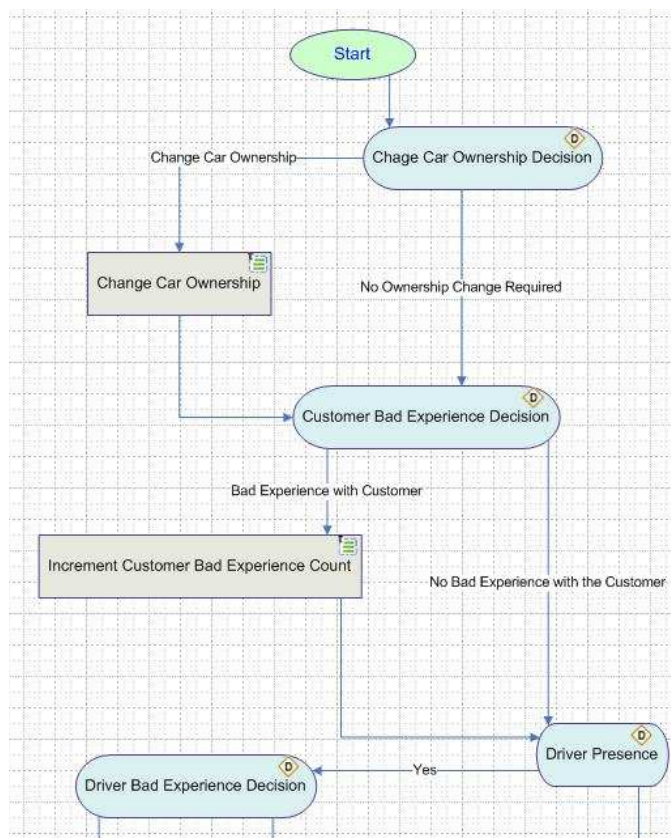 Start
D
Chage Car Ownership Decision
Change Car Ownership
Change Car Ownership
No Ownership Change Required
D
Customer Bad Experience Decision
Bad Experience with Customer
Increment Customer Bad Experience Count
No Bad Experience with the Customer
D
Driver Presence
Yes
D
Driver Bad Experience Decision